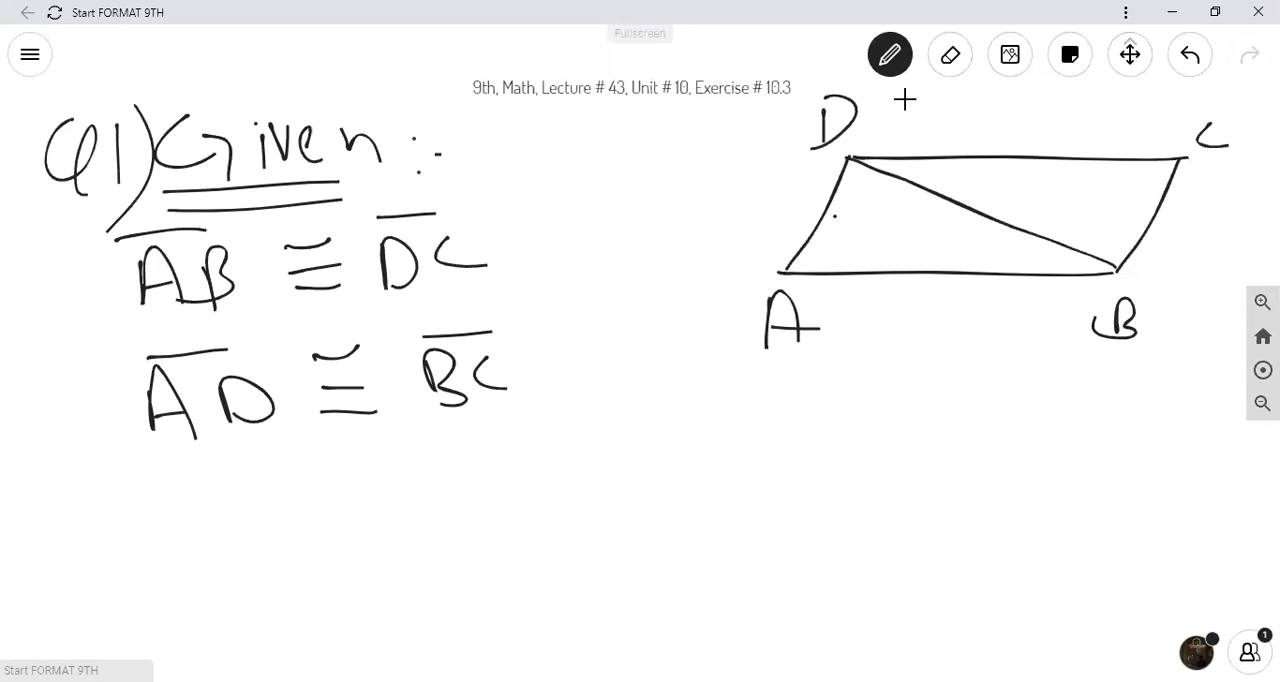 Start FORMAT 9TH
Fullscreen
9th, Math, Lecture # 43, Unit # 10, Exercise # 10.3
Q1) Given :-
AB ≅ DC
AD ≅ BC
D
C
A
B
1
Start FORMAT 9TH